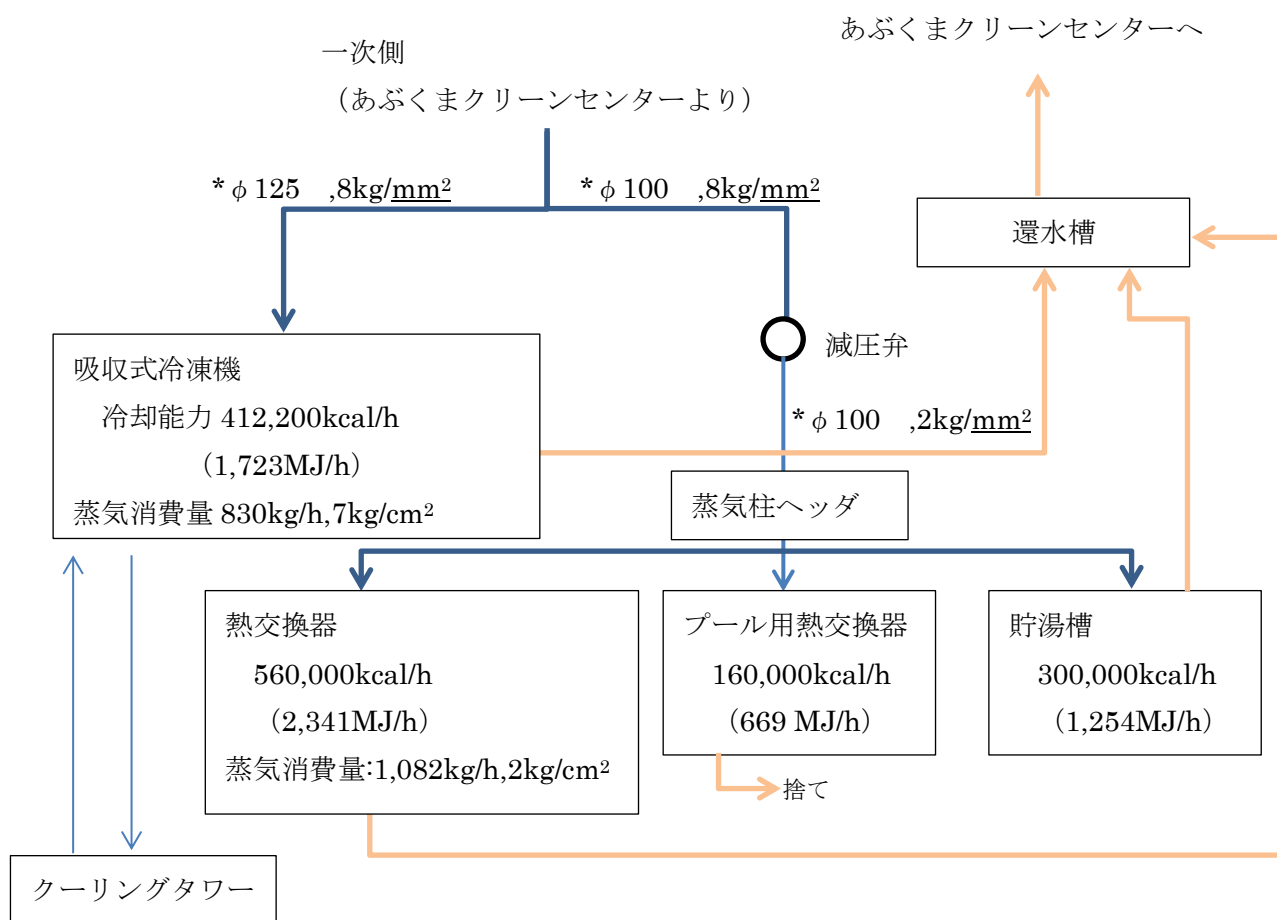 あぶくまクリーンセンターへ
一次側
（あぶくまクリーンセンターより）
*φ125 ,8kg/mm²
*φ100 ,8kg/mm²
還水槽
減圧弁
吸収式冷凍機
冷却能力 412,200kcal/h
（1,723MJ/h）
蒸気消費量 830kg/h,7kg/cm²
*φ100 ,2kg/mm²
蒸気柱ヘッダ
熱交換器
560,000kcal/h
（2,341MJ/h）
蒸気消費量:1,082kg/h,2kg/cm²
プール用熱交換器
160,000kcal/h
（669 MJ/h）
捨て
貯湯槽
300,000kcal/h
（1,254MJ/h）
クーリングタワー